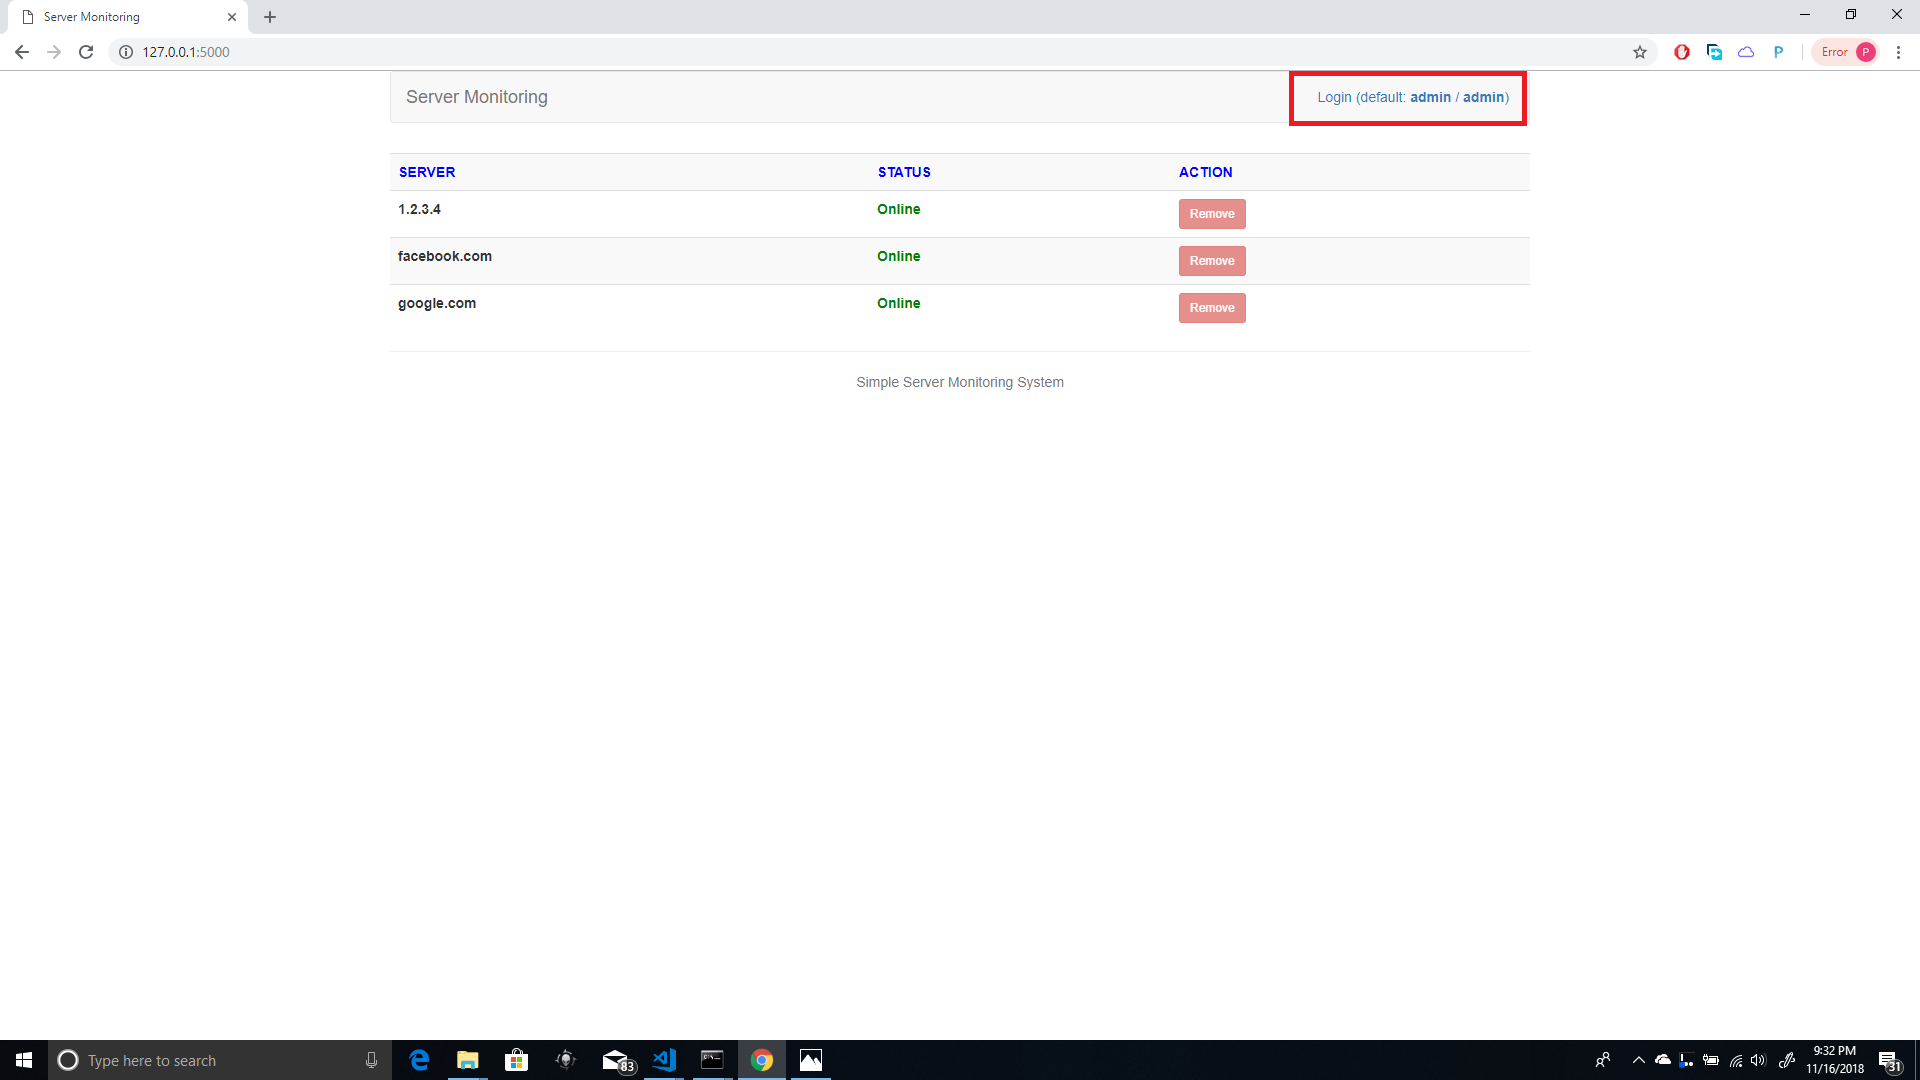 Server Monitoring
127.0.0.1:5000
Error P
Server Monitoring
Login (default: admin / admin)
SERVER STATUS ACTION
1.2.3.4 Online Remove
facebook.com Online Remove
google.com Online Remove
Simple Server Monitoring System
Type here to search
83
9:32 PM
11/16/2018
31